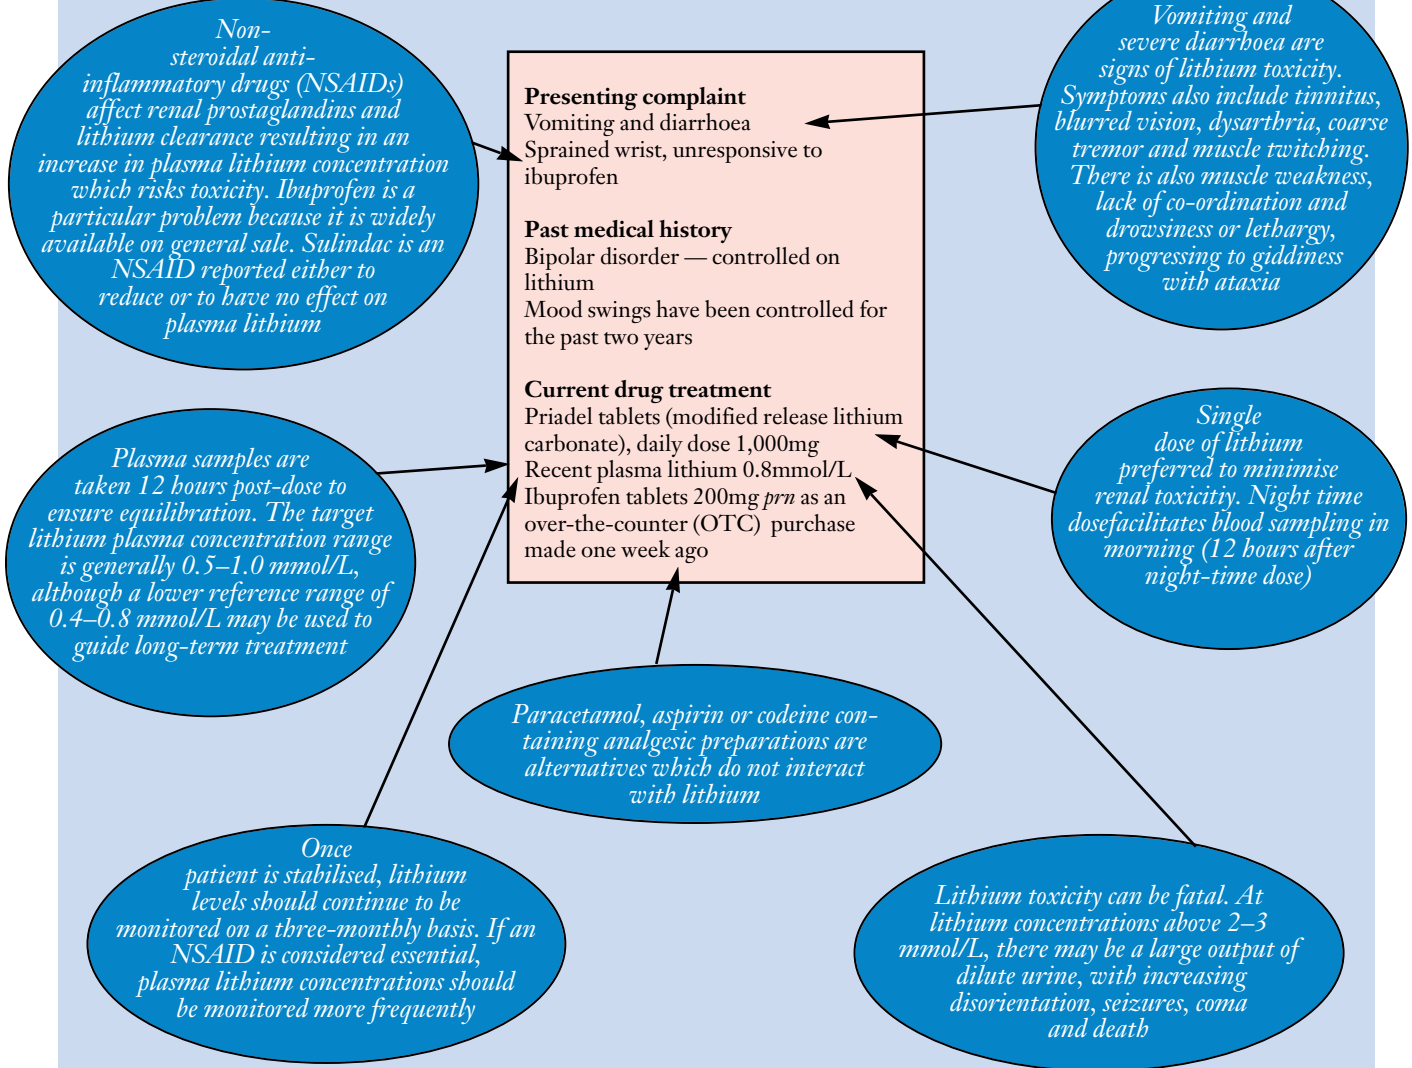 Non-
steroidal anti-
inflammatory drugs (NSAIDs)
affect renal prostaglandins and
lithium clearance resulting in an
increase in plasma lithium concentration
which risks toxicity. Ibuprofen is a
particular problem because it is widely
available on general sale. Sulindac is an
NSAID reported either to
reduce or to have no effect on
plasma lithium
Presenting complaint
Vomiting and diarrhoea
Sprained wrist, unresponsive to
ibuprofen
Past medical history
Bipolar disorder — controlled on
lithium
Mood swings have been controlled for
the past two years
Current drug treatment
Priadel tablets (modified release lithium
carbonate), daily dose 1,000mg
Recent plasma lithium 0.8mmol/L
Ibuprofen tablets 200mg prn as an
over-the-counter (OTC) purchase
made one week ago
Vomiting and
severe diarrhoea are
signs of lithium toxicity.
Symptoms also include tinnitus,
blurred vision, dysarthria, coarse
tremor and muscle twitching.
There is also muscle weakness,
lack of co-ordination and
drowsiness or lethargy,
progressing to giddiness
with ataxia
Plasma samples are
taken 12 hours post-dose to
ensure equilibration. The target
lithium plasma concentration range
is generally 0.5–1.0 mmol/L,
although a lower reference range of
0.4–0.8 mmol/L may be used to
guide long-term treatment
Single
dose of lithium
preferred to minimise
renal toxicitiy. Night time
dosefacilitates blood sampling in
morning (12 hours after
night-time dose)
Paracetamol, aspirin or codeine con-
taining analgesic preparations are
alternatives which do not interact
with lithium
Once
patient is stabilised, lithium
levels should continue to be
monitored on a three-monthly basis. If an
NSAID is considered essential,
plasma lithium concentrations should
be monitored more frequently
Lithium toxicity can be fatal. At
lithium concentrations above 2–3
mmol/L, there may be a large output of
dilute urine, with increasing
disorientation, seizures, coma
and death